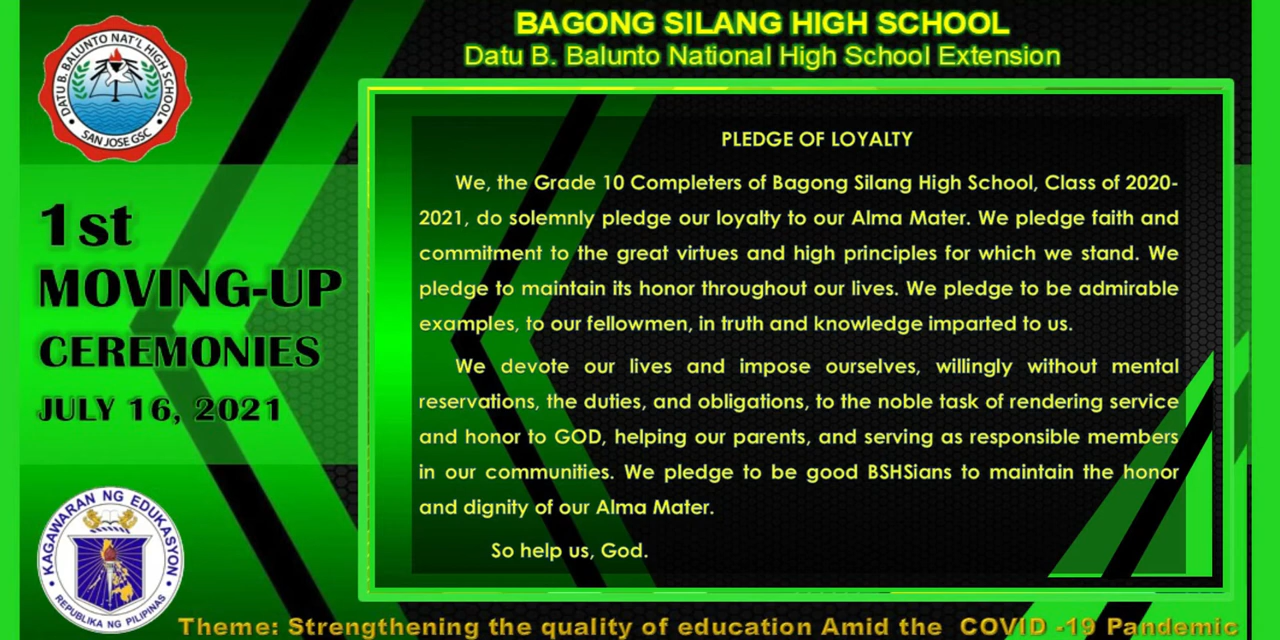 BAGONG SILANG HIGH SCHOOL
Datu B. Balunto National High School Extension
DATU B. BALUNTO NAT'L HIGH SCHOOL
SAN JOSE GSC
1st
MOVING-UP
CEREMONIES
JULY 16, 2021
KAGAWARAN NG EDUKASYON
REPUBLIKA NG PILIPINAS
PLEDGE OF LOYALTY
We, the Grade 10 Completers of Bagong Silang High School, Class of 2020-
2021, do solemnly pledge our loyalty to our Alma Mater. We pledge faith and
commitment to the great virtues and high principles for which we stand. We
pledge to maintain its honor throughout our lives. We pledge to be admirable
examples, to our fellowmen, in truth and knowledge imparted to us.
We devote our lives and impose ourselves, willingly without mental
reservations, the duties, and obligations, to the noble task of rendering service
and honor to GOD, helping our parents, and serving as responsible members
in our communities. We pledge to be good BSHSians to maintain the honor
and dignity of our Alma Mater.
So help us, God.
Theme: Strengthening the quality of education Amid the COVID -19 Pandemic